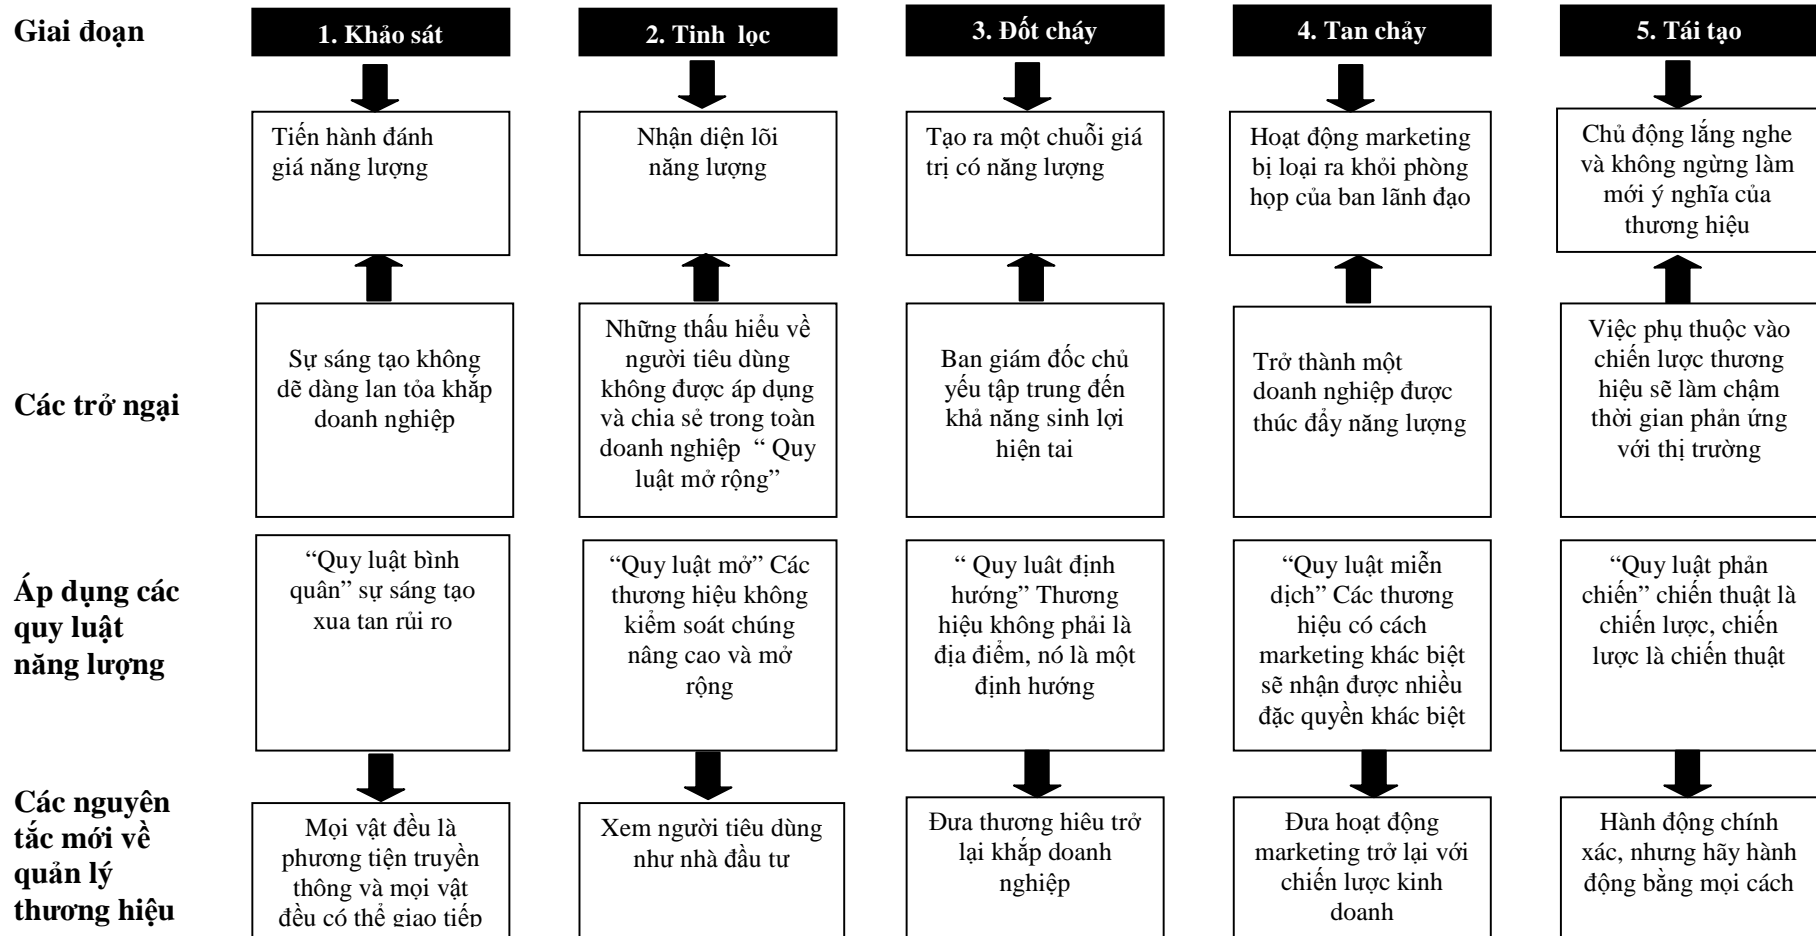 Giai đoạn
1. Khảo sát
2. Tinh lọc
3. Đốt cháy
4. Tan chảy
5. Tái tạo
Tiến hành đánh
giá năng lượng
Nhận diện lõi
năng lượng
Tạo ra một chuỗi giá
trị có năng lượng
Hoạt động marketing
bị loại ra khỏi phòng
họp của ban lãnh đạo
Chủ động lắng nghe
và không ngừng làm
mới ý nghĩa của
thương hiệu
Các trở ngại
Sự sáng tạo không
dẽ dàng lan tỏa khắp
doanh nghiệp
Những thấu hiểu về
người tiêu dùng
không được áp dụng
và chia sẻ trong toàn
doanh nghiệp “ Quy
luật mở rộng”
Ban giám đốc chủ
yếu tập trung đến
khả năng sinh lợi
hiện tai
Trở thành một
doanh nghiệp được
thúc đẩy năng lượng
Việc phụ thuộc vào
chiến lược thương
hiệu sẽ làm chậm
thời gian phản ứng
với thị trường
Áp dụng các
quy luật
năng lượng
“Quy luật bình
quân” sự sáng tạo
xua tan rủi ro
“Quy luật mở” Các
thương hiệu không
kiểm soát chúng
nâng cao và mở
rộng
“ Quy luât định
hướng” Thương
hiệu không phải là
địa điểm, nó là một
định hướng
“Quy luật miễn
dịch” Các thương
hiệu có cách
marketing khác biệt
sẽ nhận được nhiều
đặc quyền khác biệt
“Quy luật phản
chiến” chiến thuật là
chiến lược, chiến
lược là chiến thuật
Các nguyên
tắc mới về
quản lý
thương hiệu
Mọi vật đều là
phương tiện truyền
thông và mọi vật
đều có thể giao tiếp
Xem người tiêu dùng
như nhà đầu tư
Đưa thương hiêu trở
lại khắp doanh
nghiệp
Đưa hoạt động
marketing trở lại với
chiến lược kinh
doanh
Hành động chính
xác, nhưng hãy hành
động bằng mọi cách